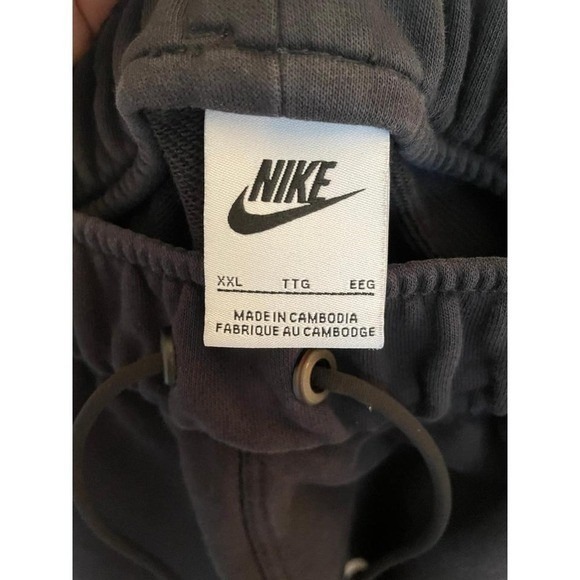 NIKE
XXL TTG EEG
MADE IN CAMBODIA
FABRIQUE AU CAMBODGE